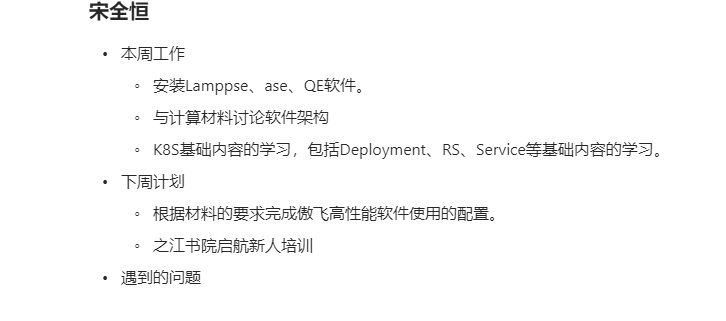 宋全恒
本周工作
安装Lamppse、ase、QE软件。
与计算材料讨论软件架构
K8S基础内容的学习，包括Deployment、RS、Service等基础内容的学习。
下周计划
根据材料的要求完成傲飞高性能软件使用的配置。
之江书院启航新人培训
遇到的问题